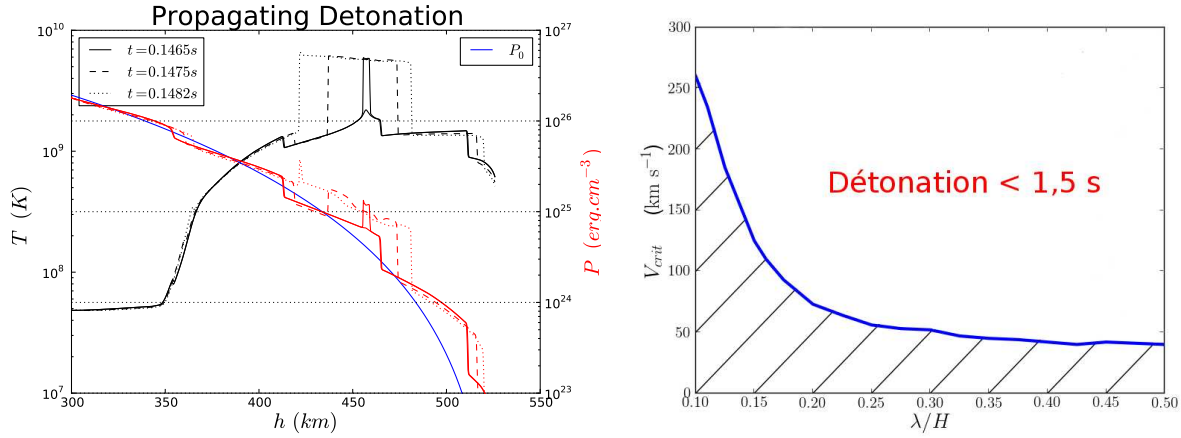 Propagating Detonation
t=0.1465s
t=0.1475s
t=0.1482s
P₀
10¹⁰
10⁹
10⁸
10⁷
T (K)
10²⁷
10²⁶
10²⁵
10²⁴
10²³
P (erg.cm⁻³)
300
350
400
450
500
550
h (km)
300
250
200
150
100
50
0
V_crit (km s⁻¹)
Détonation < 1,5 s
0.10
0.15
0.20
0.25
0.30
0.35
0.40
0.45
0.50
λ/H